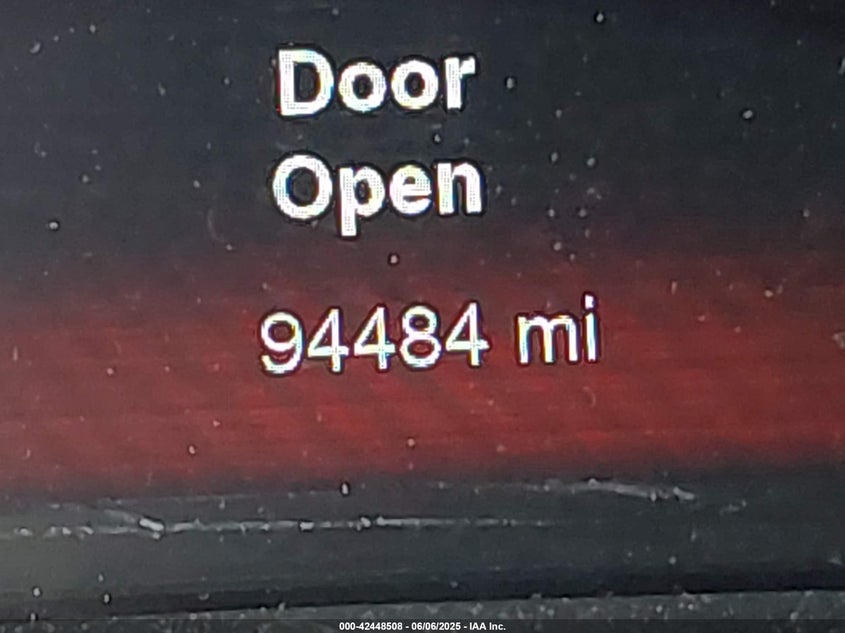 Door
Open
94484 mi
000-42448508 - 06/06/2025 - IAA Inc.